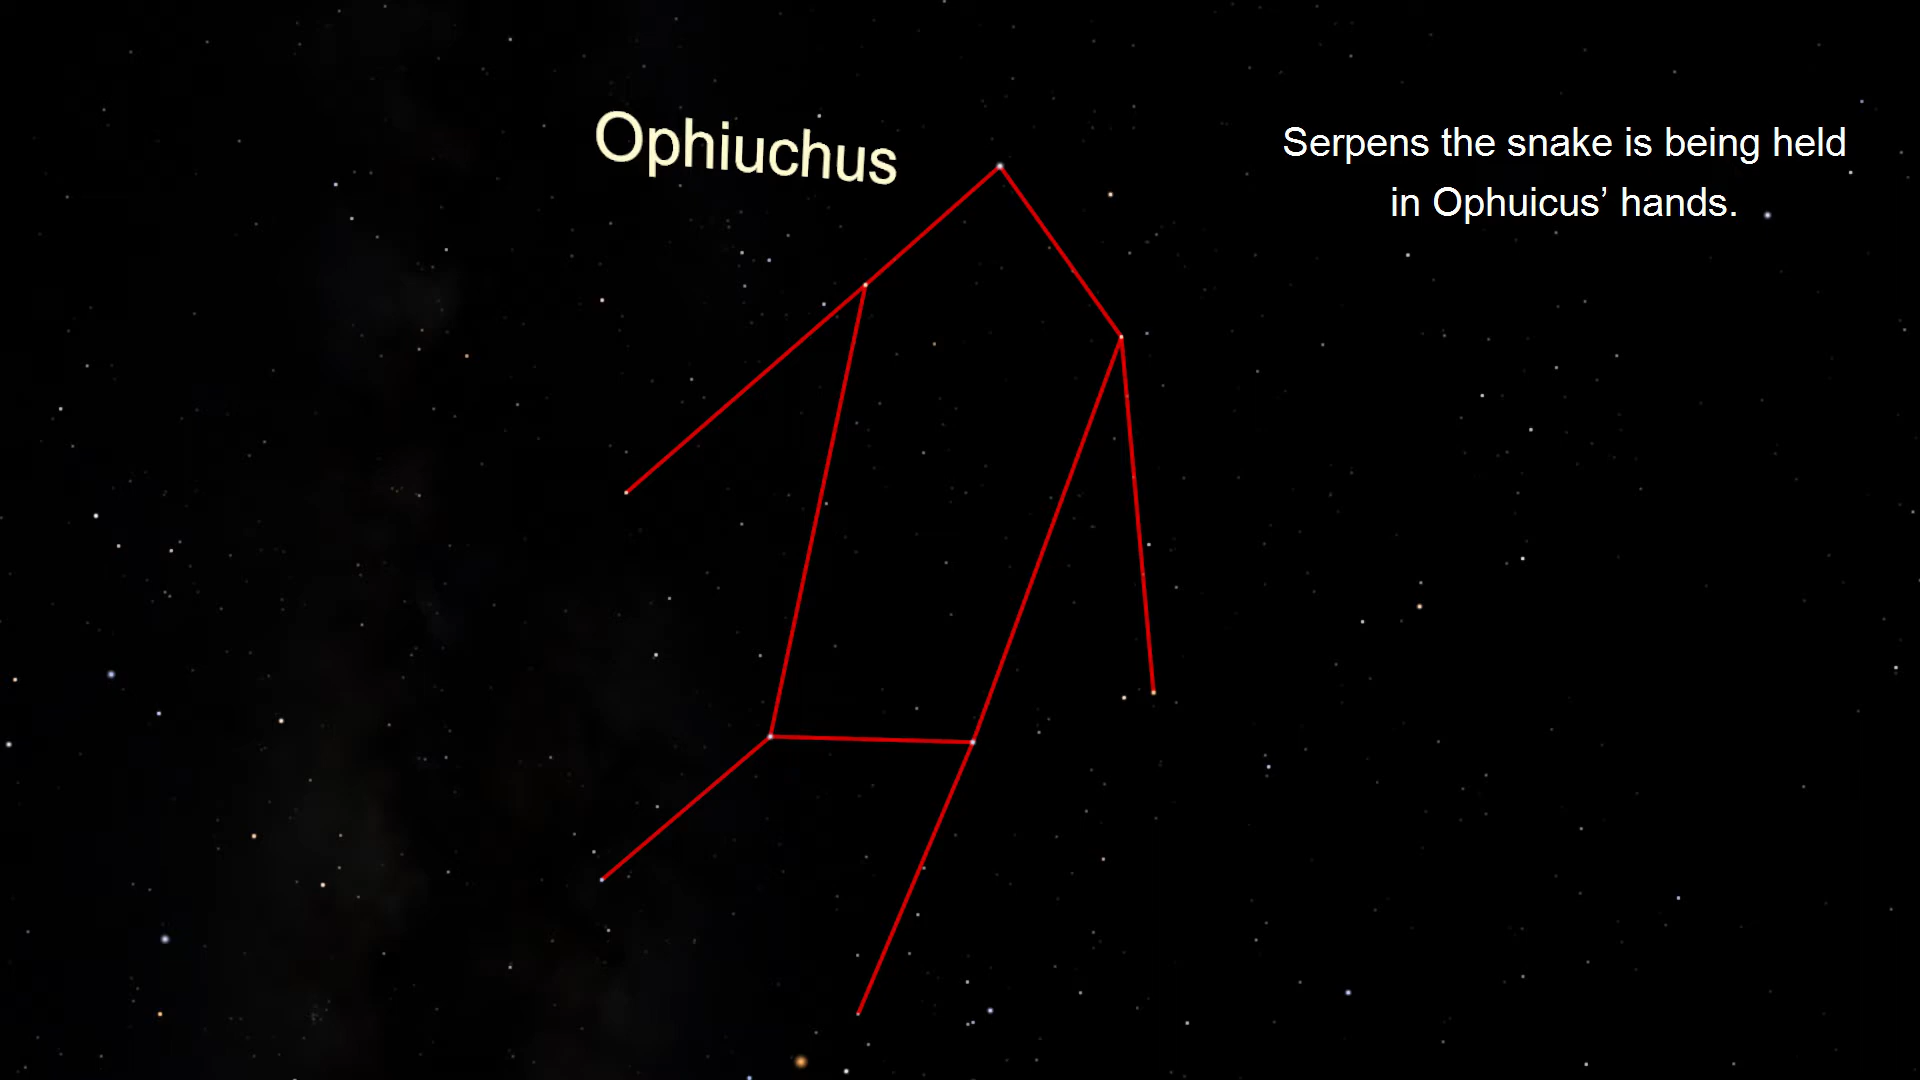 Ophiuchus
Serpens the snake is being held
in Ophuicus’ hands.